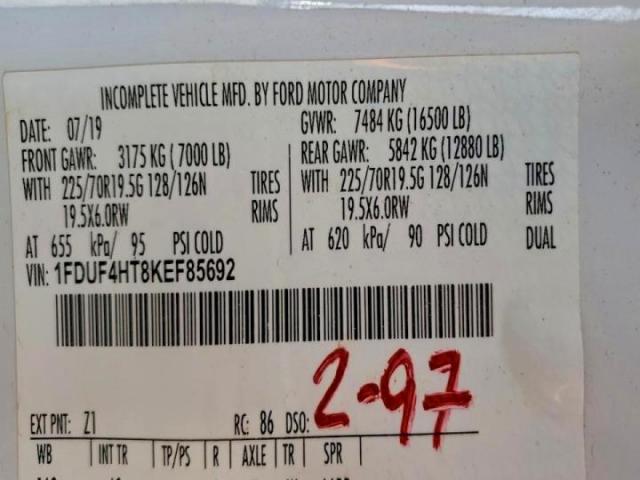 INCOMPLETE VEHICLE MFD. BY FORD MOTOR COMPANY
DATE: 07/19 GVWR: 7484 KG (16500 LB)
FRONT GAWR: 3175 KG (7000 LB) REAR GAWR: 5842 KG (12880 LB)
WITH 225/70R19.5G 128/126N TIRES WITH 225/70R19.5G 128/126N TIRES
19.5X6.0RW RIMS 19.5X6.0RW RIMS
AT 655 kPa/ 95 PSI COLD AT 620 kPa/ 90 PSI COLD DUAL
VIN: 1FDUF4HT8KEF85692
2-97
EXT PNT: Z1 RC: 86 DSO:
WB INT TR TP/PS R AXLE TR SPR